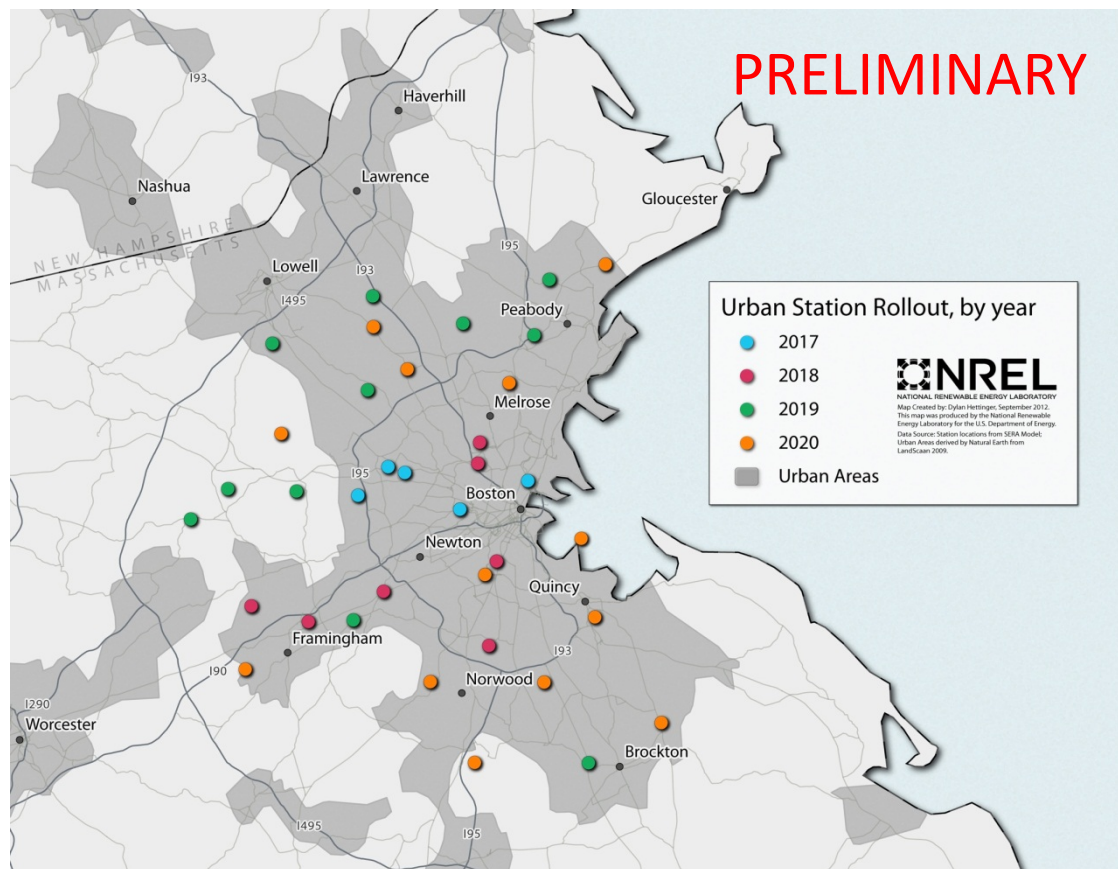 PRELIMINARY
I93
Haverhill
Nashua
Lawrence
Gloucester
NEW HAMPSHIRE
MASSACHUSETTS
I95
Lowell
I93
I495
Peabody
Urban Station Rollout, by year
2017
2018
2019
2020
Urban Areas
NREL
NATIONAL RENEWABLE ENERGY LABORATORY
Map Created by: Dylan Hettinger, September 2012.
This map was produced by the National Renewable
Energy Laboratory for the U.S. Department of Energy.
Data Source: Station locations from SERA Model;
Urban Areas derived by Natural Earth from
LandScaan 2009.
Melrose
I95
Boston
Newton
Quincy
Framingham
I93
I90
Norwood
I290
Worcester
Brockton
I495
I95